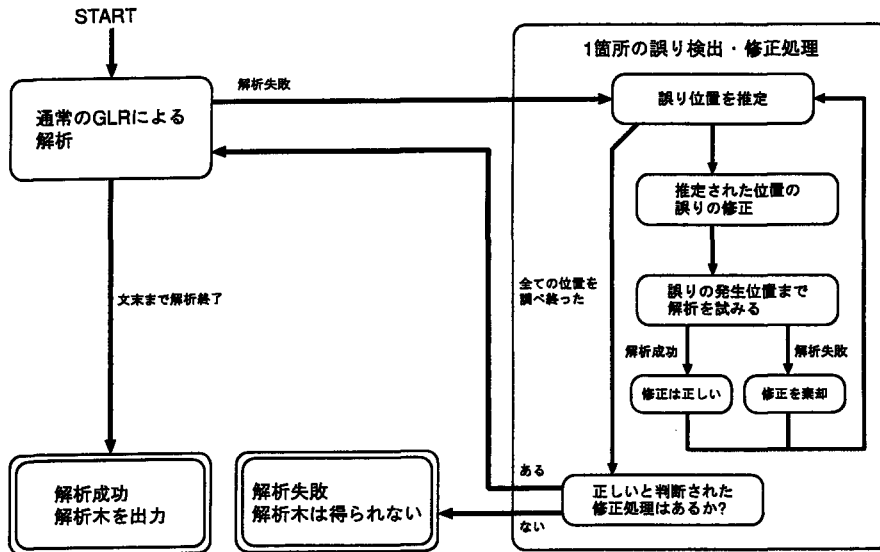 START
1箇所の誤り検出・修正処理
解析失敗
誤り位置を推定
通常のGLRによる
解析
推定された位置の
誤りの修正
全ての位置を
調べ終った
誤りの発生位置まで
解析を試みる
文末まで解析終了
解析成功
解析失敗
修正は正しい
修正を棄却
ある
正しいと判断された
修正処理はあるか?
ない
解析成功
解析木を出力
解析失敗
解析木は得られない